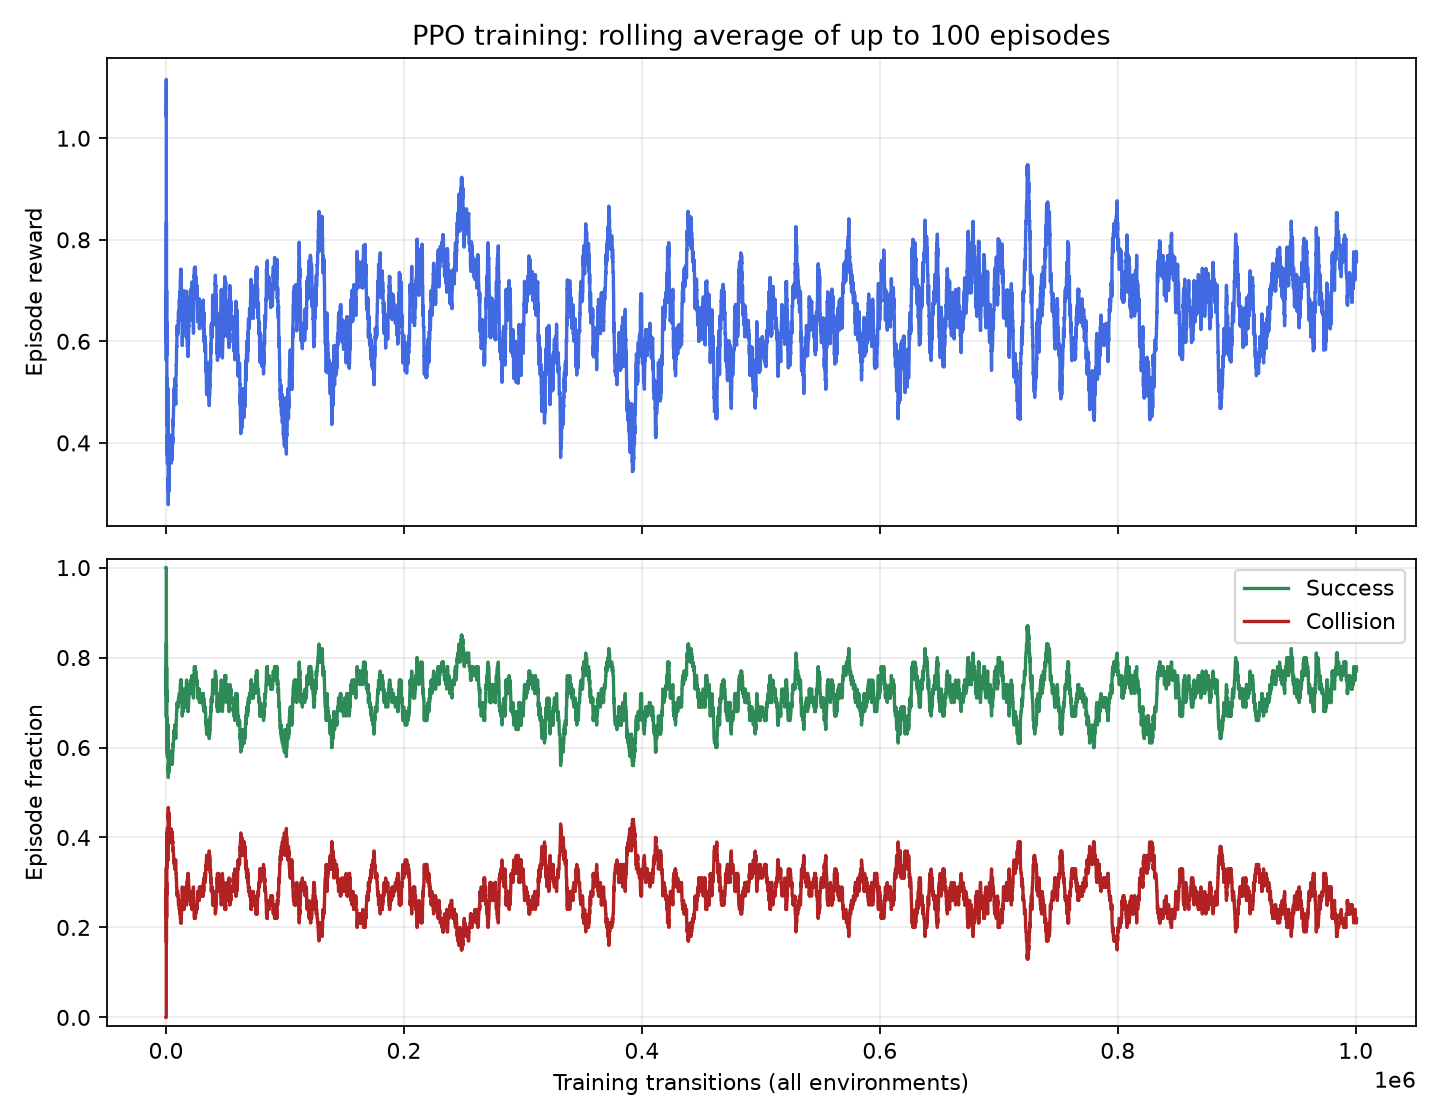 PPO training: rolling average of up to 100 episodes
Episode reward
1.0
0.8
0.6
0.4
Episode fraction
1.0
0.8
0.6
0.4
0.2
0.0
Success
Collision
0.0 0.2 0.4 0.6 0.8 1.0
1e6
Training transitions (all environments)